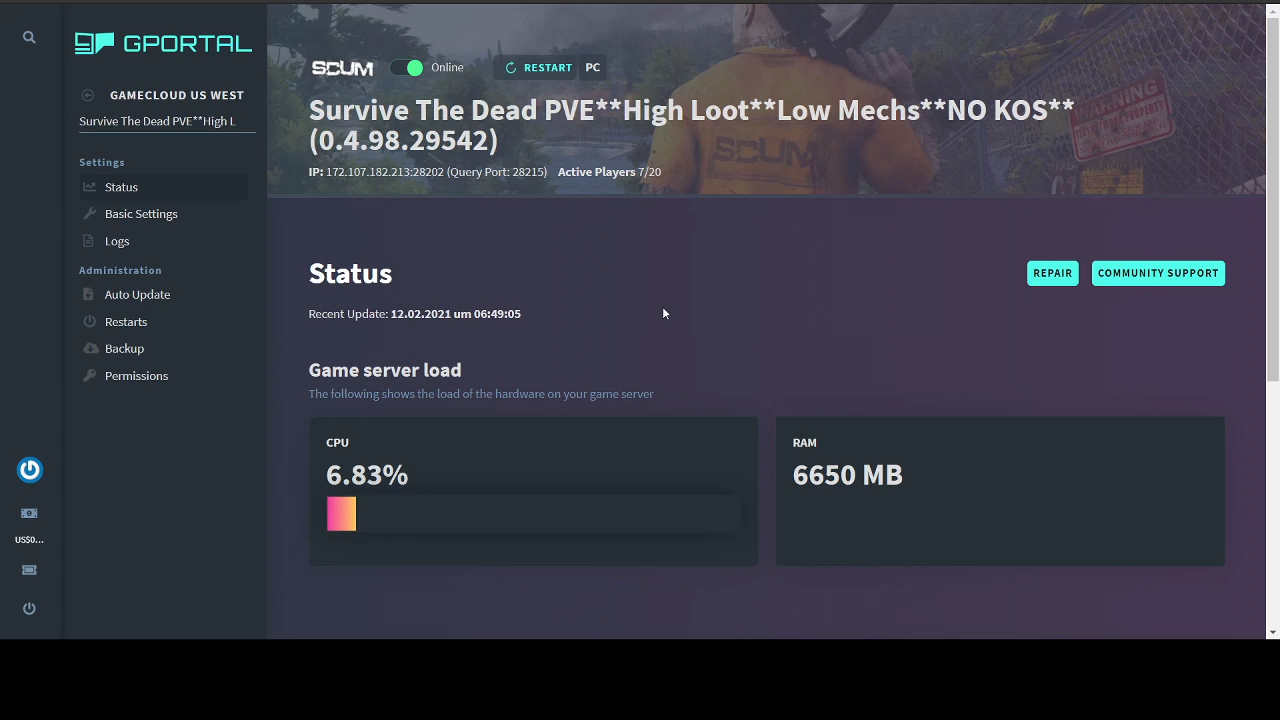 GPORTAL
GAMECLOUD US WEST
Survive The Dead PVE**High L
Settings
Status
Basic Settings
Logs
Administration
Auto Update
Restarts
Backup
Permissions
US$0...
SCUM
Online
RESTART
PC
Survive The Dead PVE**High Loot**Low Mechs**NO KOS**
(0.4.98.29542)
IP: 172.107.182.213:28202 (Query Port: 28215) Active Players 7/20
SCUM
WARNING
Status
REPAIR
COMMUNITY SUPPORT
Recent Update: 12.02.2021 um 06:49:05
Game server load
The following shows the load of the hardware on your game server
CPU
6.83%
RAM
6650 MB